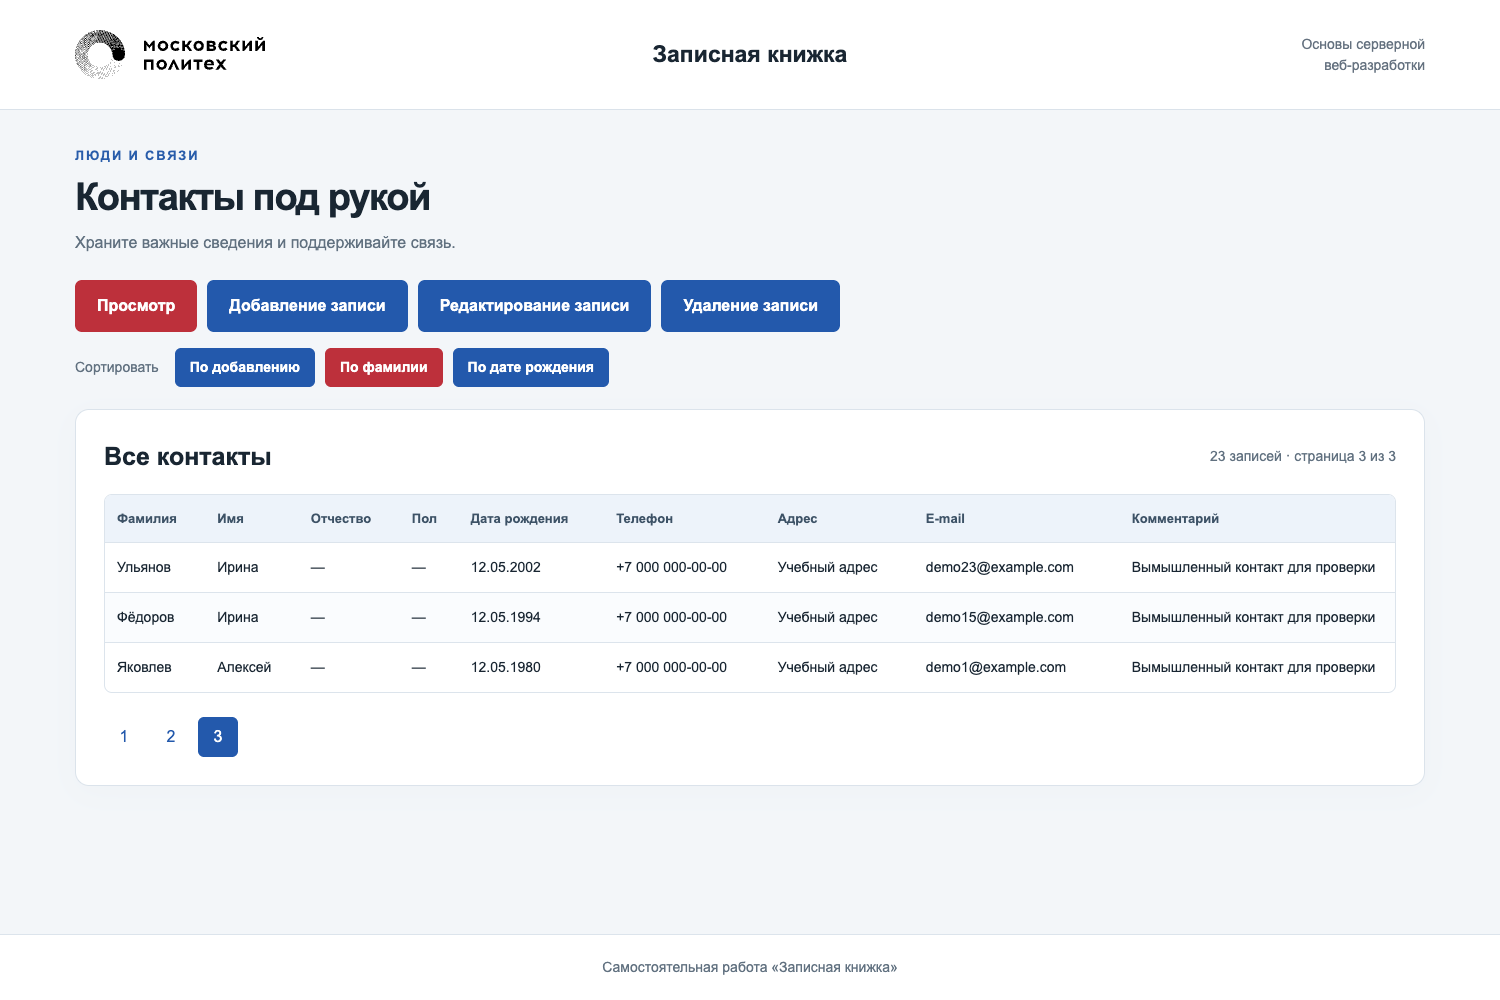 московский
политех
Записная книжка
Основы серверной
веб-разработки
ЛЮДИ И СВЯЗИ
Контакты под рукой
Храните важные сведения и поддерживайте связь.
Просмотр Добавление записи Редактирование записи Удаление записи
Сортировать По добавлению По фамилии По дате рождения
Все контакты 23 записей · страница 3 из 3
Фамилия Имя Отчество Пол Дата рождения Телефон Адрес E-mail Комментарий
Ульянов Ирина — — 12.05.2002 +7 000 000-00-00 Учебный адрес demo23@example.com Вымышленный контакт для проверки
Фёдоров Ирина — — 12.05.1994 +7 000 000-00-00 Учебный адрес demo15@example.com Вымышленный контакт для проверки
Яковлев Алексей — — 12.05.1980 +7 000 000-00-00 Учебный адрес demo1@example.com Вымышленный контакт для проверки
1 2 3
Самостоятельная работа «Записная книжка»